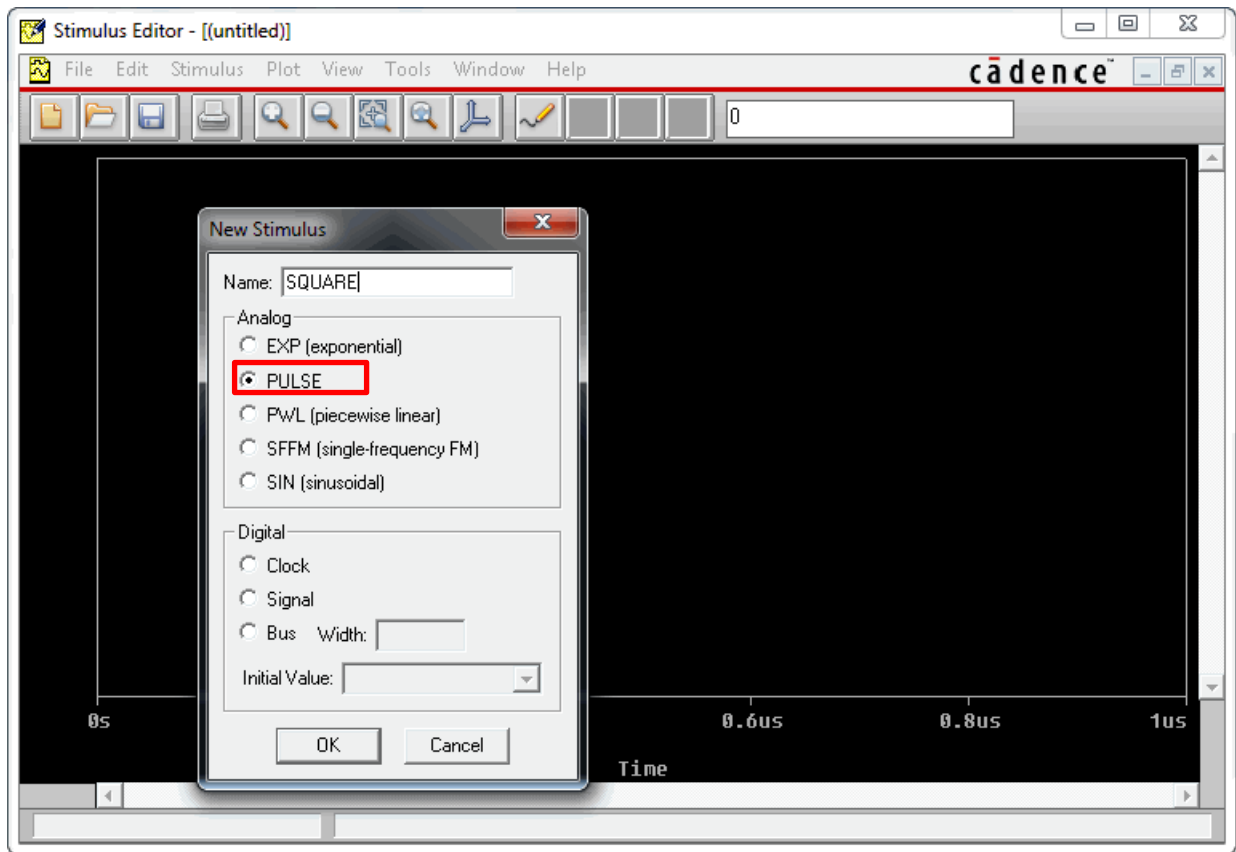 Stimulus Editor - [(untitled)]
File Edit Stimulus Plot View Tools Window Help
cādence™
0
New Stimulus
Name: SQUARE
Analog
EXP (exponential)
PULSE
PWL (piecewise linear)
SFFM (single-frequency FM)
SIN (sinusoidal)
Digital
Clock
Signal
Bus Width:
Initial Value:
OK Cancel
0s 0.6us 0.8us 1us
Time